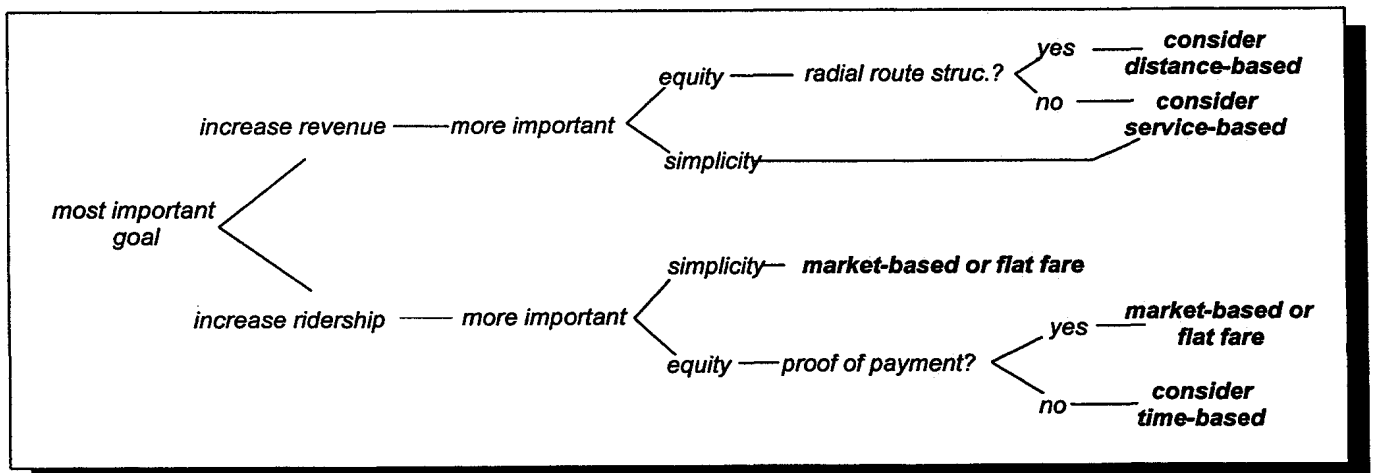 yes
consider
distance-based
equity
radial route struc.?
no
consider
service-based
increase revenue
more important
simplicity
most important
goal
simplicity
market-based or flat fare
increase ridership
more important
yes
market-based or
flat fare
equity
proof of payment?
no
consider
time-based